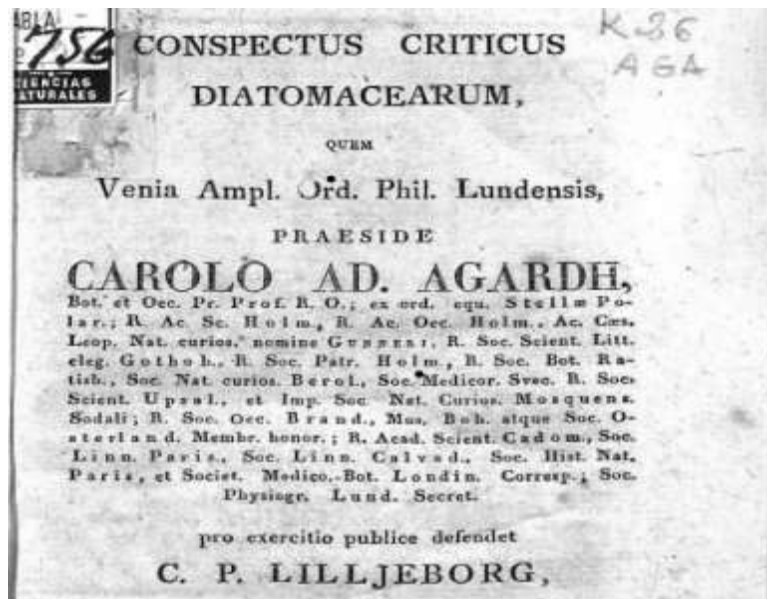 ABLA
756
CIENCIAS
NATURALES
K 36
AGA
CONSPECTUS CRITICUS
DIATOMACEARUM,
QUEM
Venia Ampl. Ord. Phil. Lundensis,
PRAESIDE
CAROLO AD. AGARDH,
Bot. et Oec. Pr. Prof. R. O.; ex ord. equ. Stellæ Po-
lar.; R. Ac. Sc. Holm., R. Ac. Oec. Holm., Ac. Cæs.
Leop. Nat. curios. nomine GUNNERI, R. Soc. Scient. Litt.
eleg. Gothob., R. Soc. Patr. Holm., R. Soc. Bot. Ra-
tisb., Soc. Nat. curios. Berol., Soc. Medicor. Svec. R. Soc.
Scient. Upsal., et Imp. Soc. Nat. Curios. Mosquens.
Sodali; R. Soc. Oec. Brand., Mus. Boh. atque Soc. O-
sterland. Membr. honor.; R. Acad. Scient. Cadom., Soc.
Linn. Paris., Soc. Linn. Calvad., Soc. Hist. Nat.
Paris, et Societ. Medico.-Bot. Londin. Corresp.; Soc.
Physiogr. Lund. Secret.
pro exercitio publice defendet
C. P. LILLJEBORG,